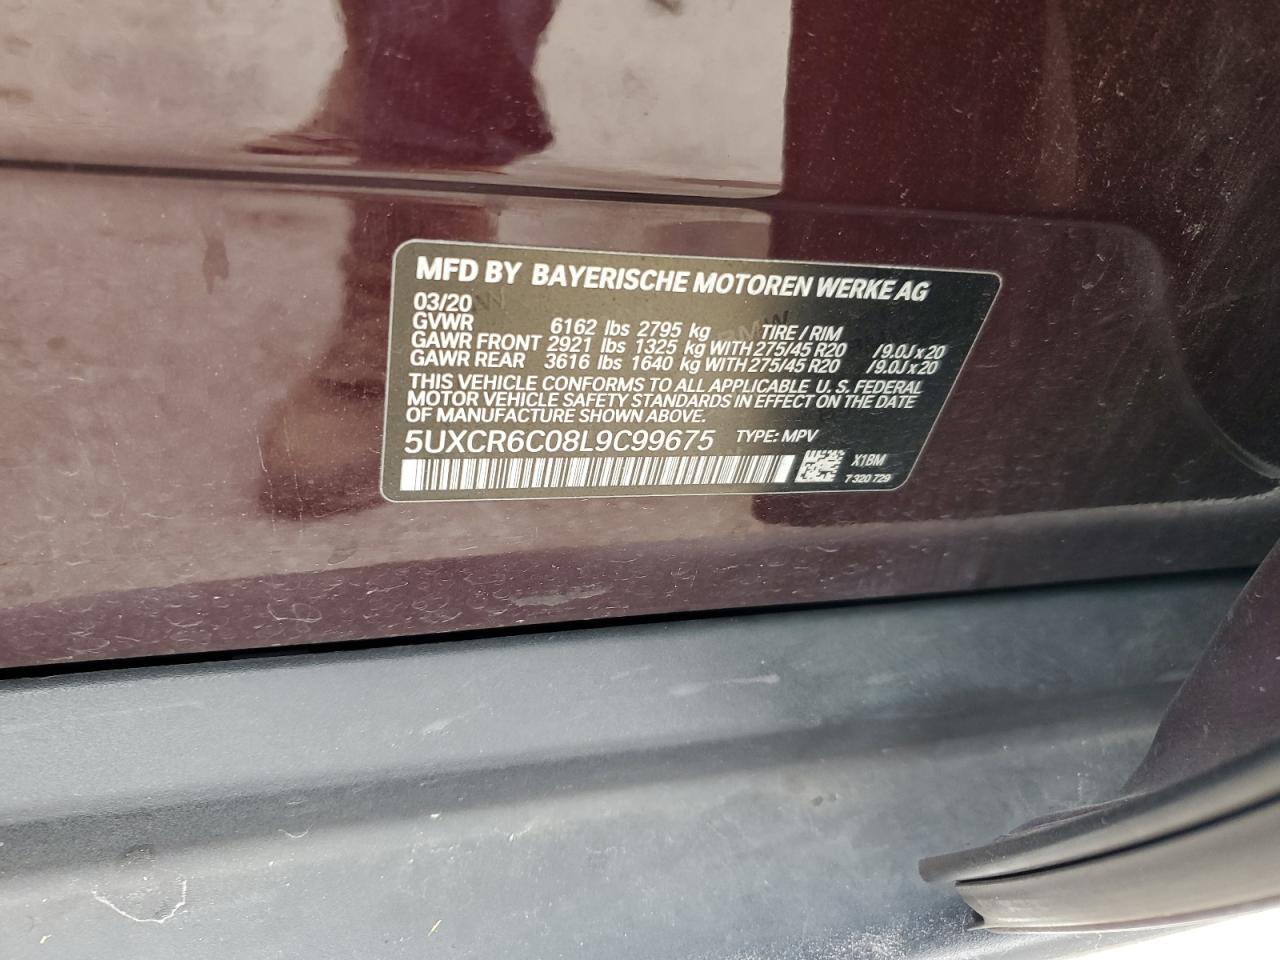 MFD BY BAYERISCHE MOTOREN WERKE AG
03/20
GVWR 6162 lbs 2795 kg TIRE / RIM
GAWR FRONT 2921 lbs 1325 kg WITH 275/45 R20 /9.0J x 20
GAWR REAR 3616 lbs 1640 kg WITH 275/45 R20 /9.0J x 20
THIS VEHICLE CONFORMS TO ALL APPLICABLE U.S. FEDERAL
MOTOR VEHICLE SAFETY STANDARDS IN EFFECT ON THE DATE
OF MANUFACTURE SHOWN ABOVE.
5UXCR6C08L9C99675 TYPE: MPV
X1BM
7 320 729